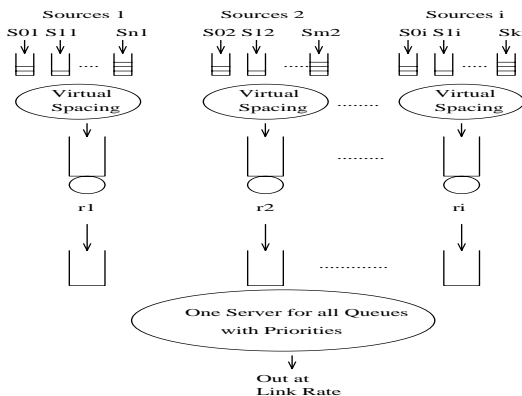 Sources 1 Sources 2 Sources i
S01 S11 Sn1 S02 S12 Sm2 S0i S1i Ski
Virtual Spacing Virtual Spacing Virtual Spacing
r1 r2 ri
One Server for all Queues
with Priorities
Out at
Link Rate